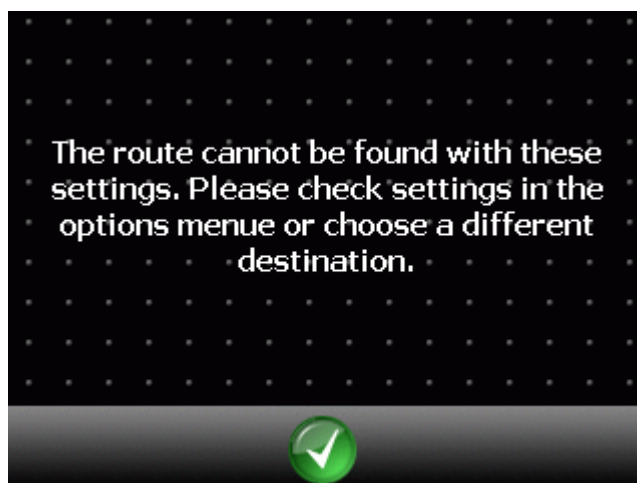 The route cannot be found with these
settings. Please check settings in the
options menue or choose a different
destination.